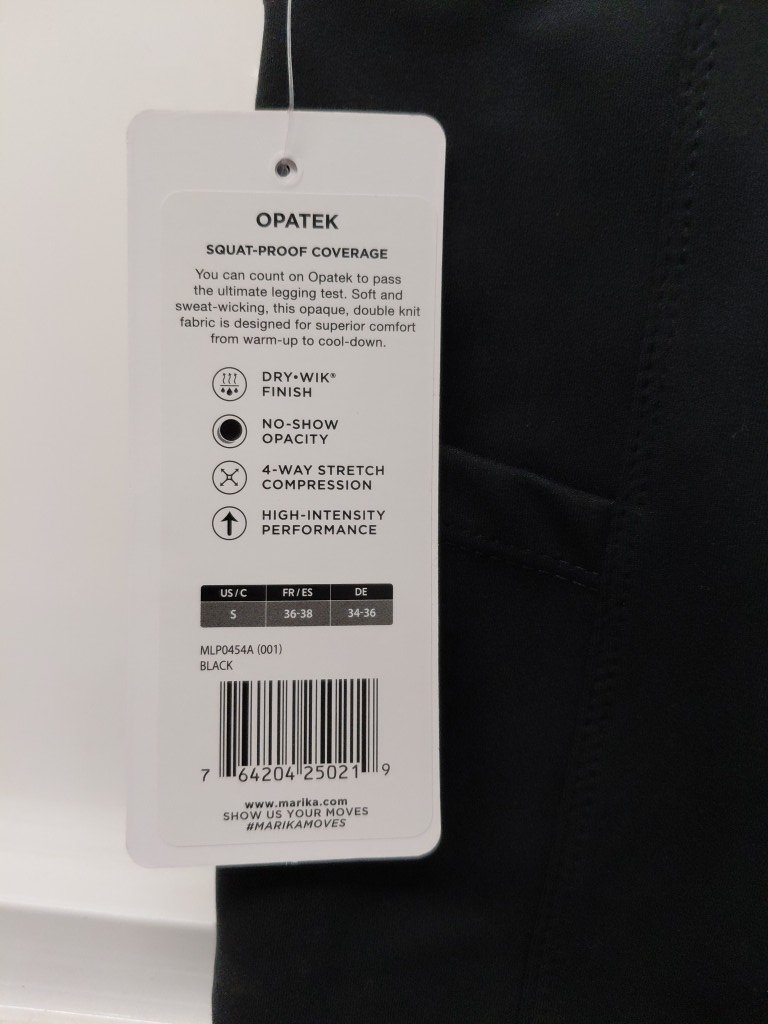 OPATEK
SQUAT-PROOF COVERAGE
You can count on Opatek to pass
the ultimate legging test. Soft and
sweat-wicking, this opaque, double knit
fabric is designed for superior comfort
from warm-up to cool-down.
DRY•WIK®
FINISH
NO-SHOW
OPACITY
4-WAY STRETCH
COMPRESSION
HIGH-INTENSITY
PERFORMANCE
US/C FR/ES DE
S 36-38 34-36
MLP0454A (001)
BLACK
7 64204 25021 9
www.marika.com
SHOW US YOUR MOVES
#MARIKAMOVES